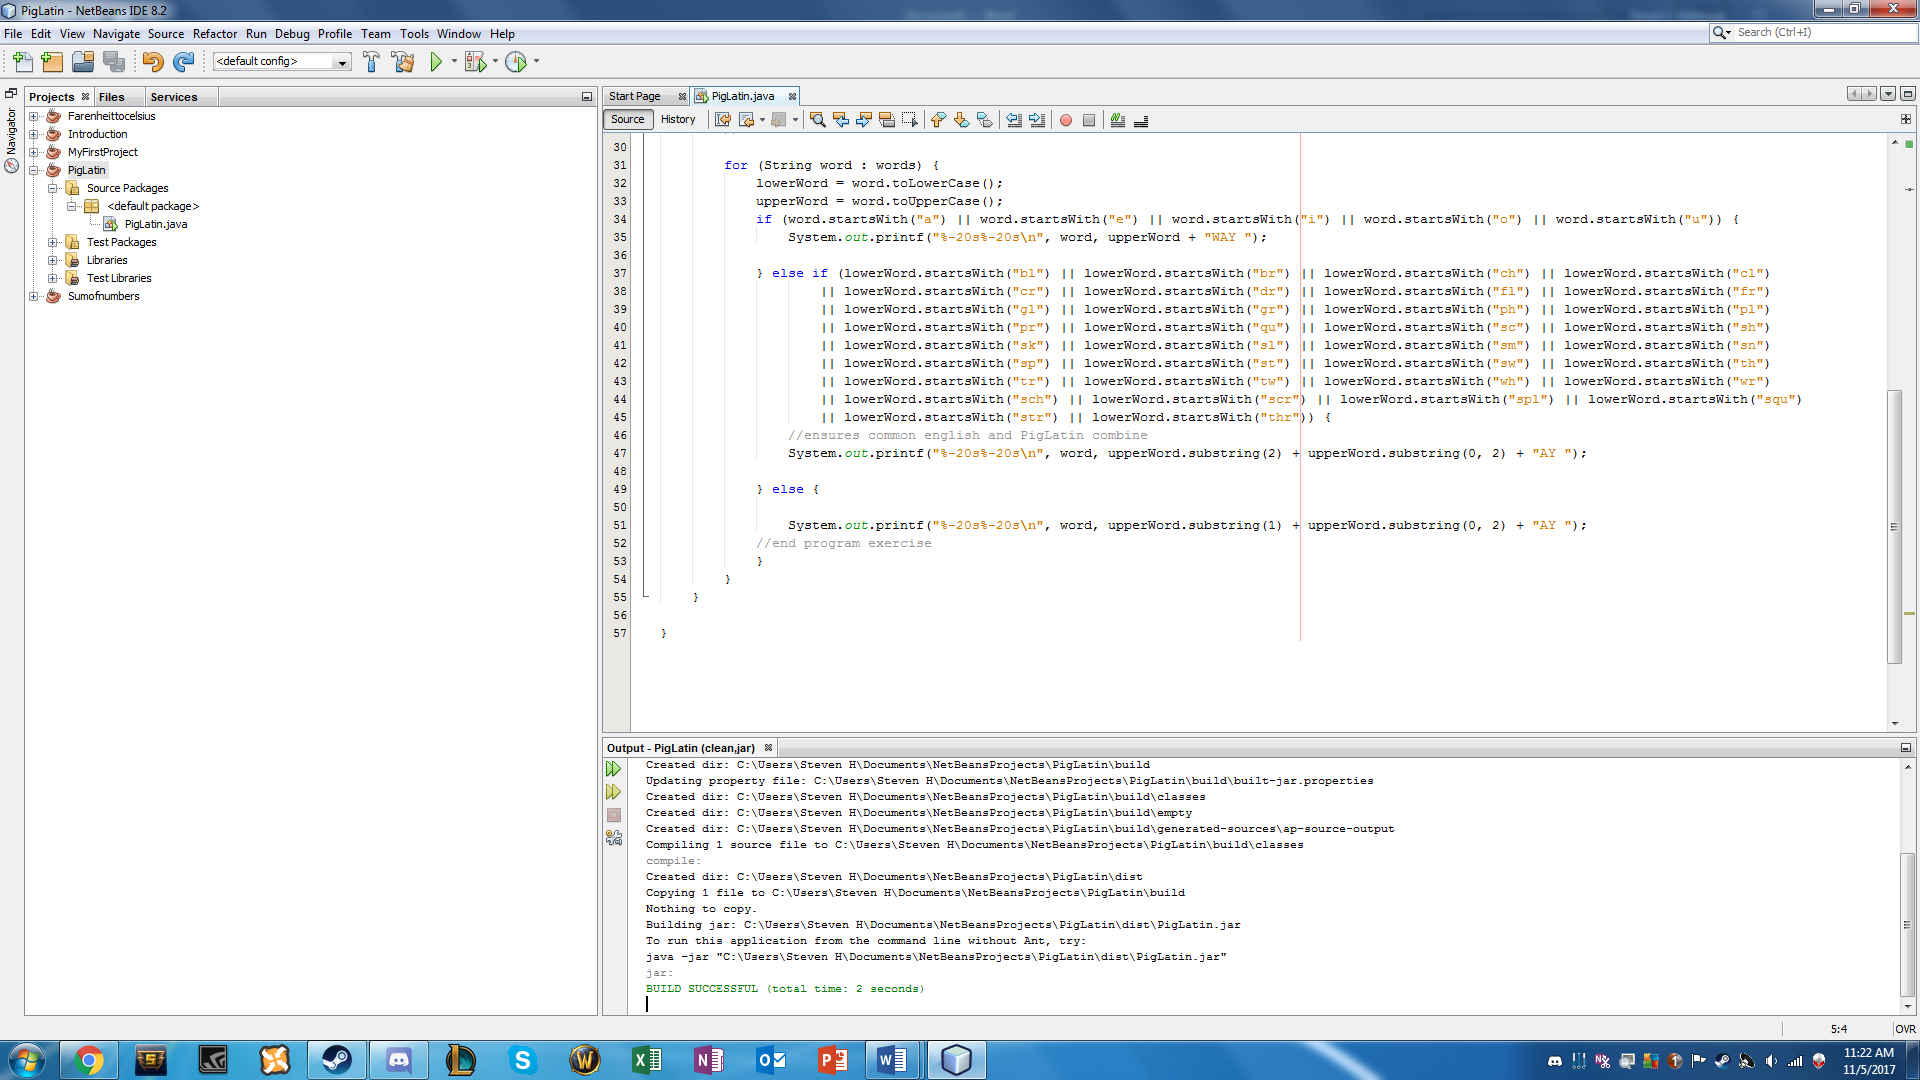 PigLatin - NetBeans IDE 8.2
File Edit View Navigate Source Refactor Run Debug Profile Team Tools Window Help
Search (Ctrl+I)
<default config>
Projects Files Services
Navigator
Farenheittocelsius
Introduction
MyFirstProject
PigLatin
Source Packages
<default package>
PigLatin.java
Test Packages
Libraries
Test Libraries
Sumofnumbers
Start Page PigLatin.java
Source History
30
31 for (String word : words) {
32 lowerWord = word.toLowerCase();
33 upperWord = word.toUpperCase();
34 if (word.startsWith("a") || word.startsWith("e") || word.startsWith("i") || word.startsWith("o") || word.startsWith("u")) {
35 System.out.printf("%-20s%-20s\n", word, upperWord + "WAY ");
36
37 } else if (lowerWord.startsWith("bl") || lowerWord.startsWith("br") || lowerWord.startsWith("ch") || lowerWord.startsWith("cl")
38 || lowerWord.startsWith("cr") || lowerWord.startsWith("dr") || lowerWord.startsWith("fl") || lowerWord.startsWith("fr")
39 || lowerWord.startsWith("gl") || lowerWord.startsWith("gr") || lowerWord.startsWith("ph") || lowerWord.startsWith("pl")
40 || lowerWord.startsWith("pr") || lowerWord.startsWith("qu") || lowerWord.startsWith("sc") || lowerWord.startsWith("sh")
41 || lowerWord.startsWith("sk") || lowerWord.startsWith("sl") || lowerWord.startsWith("sm") || lowerWord.startsWith("sn")
42 || lowerWord.startsWith("sp") || lowerWord.startsWith("st") || lowerWord.startsWith("sw") || lowerWord.startsWith("th")
43 || lowerWord.startsWith("tr") || lowerWord.startsWith("tw") || lowerWord.startsWith("wh") || lowerWord.startsWith("wr")
44 || lowerWord.startsWith("sch") || lowerWord.startsWith("scr") || lowerWord.startsWith("spl") || lowerWord.startsWith("squ")
45 || lowerWord.startsWith("str") || lowerWord.startsWith("thr")) {
46 //ensures common english and PigLatin combine
47 System.out.printf("%-20s%-20s\n", word, upperWord.substring(2) + upperWord.substring(0, 2) + "AY ");
48
49 } else {
50
51 System.out.printf("%-20s%-20s\n", word, upperWord.substring(1) + upperWord.substring(0, 2) + "AY ");
52 //end program exercise
53 }
54 }
55 }
56
57 }
Output - PigLatin (clean,jar)
Created dir: C:\Users\Steven H\Documents\NetBeansProjects\PigLatin\build
Updating property file: C:\Users\Steven H\Documents\NetBeansProjects\PigLatin\build\built-jar.properties
Created dir: C:\Users\Steven H\Documents\NetBeansProjects\PigLatin\build\classes
Created dir: C:\Users\Steven H\Documents\NetBeansProjects\PigLatin\build\empty
Created dir: C:\Users\Steven H\Documents\NetBeansProjects\PigLatin\build\generated-sources\ap-source-output
Compiling 1 source file to C:\Users\Steven H\Documents\NetBeansProjects\PigLatin\build\classes
compile:
Created dir: C:\Users\Steven H\Documents\NetBeansProjects\PigLatin\dist
Copying 1 file to C:\Users\Steven H\Documents\NetBeansProjects\PigLatin\build
Nothing to copy.
Building jar: C:\Users\Steven H\Documents\NetBeansProjects\PigLatin\dist\PigLatin.jar
To run this application from the command line without Ant, try:
java -jar "C:\Users\Steven H\Documents\NetBeansProjects\PigLatin\dist\PigLatin.jar"
jar:
BUILD SUCCESSFUL (total time: 2 seconds)
5:4 OVR
11:22 AM
11/5/2017